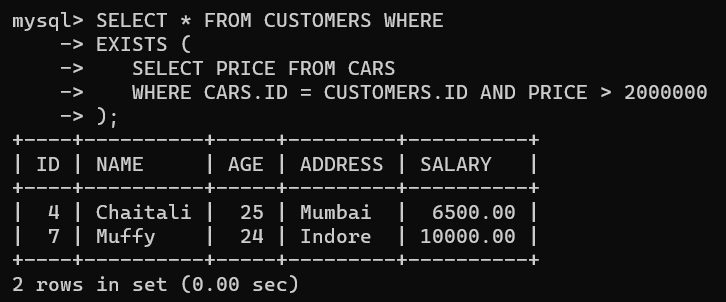 mysql> SELECT * FROM CUSTOMERS WHERE
    -> EXISTS (
    ->    SELECT PRICE FROM CARS
    ->    WHERE CARS.ID = CUSTOMERS.ID AND PRICE > 2000000
    -> );
+----+----------+-----+---------+----------+
| ID | NAME     | AGE | ADDRESS | SALARY   |
+----+----------+-----+---------+----------+
|  4 | Chaitali |  25 | Mumbai  |  6500.00 |
|  7 | Muffy    |  24 | Indore  | 10000.00 |
+----+----------+-----+---------+----------+
2 rows in set (0.00 sec)